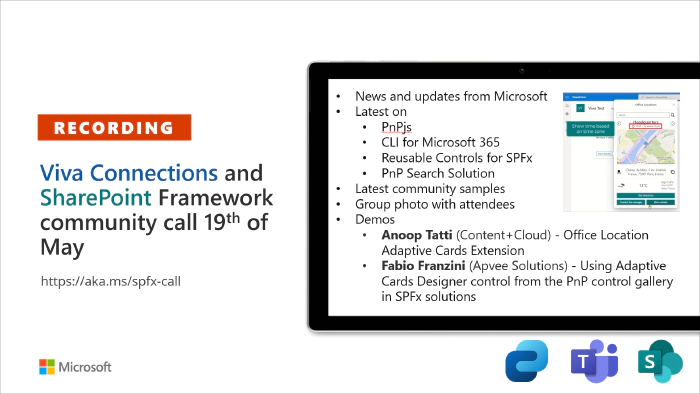 RECORDING
Viva Connections and
SharePoint Framework
community call 19th of
May
https://aka.ms/spfx-call
Microsoft
• News and updates from Microsoft
• Latest on
• PnPjs
• CLI for Microsoft 365
• Reusable Controls for SPFx
• PnP Search Solution
• Latest community samples
• Group photo with attendees
• Demos
• Anoop Tatti (Content+Cloud) - Office Location
Adaptive Cards Extension
• Fabio Franzini (Apvee Solutions) - Using Adaptive
Cards Designer control from the PnP control gallery
in SPFx solutions
Viva Test
Office Locations
Show time based
on time zone
Headquarters
13°C
T
S